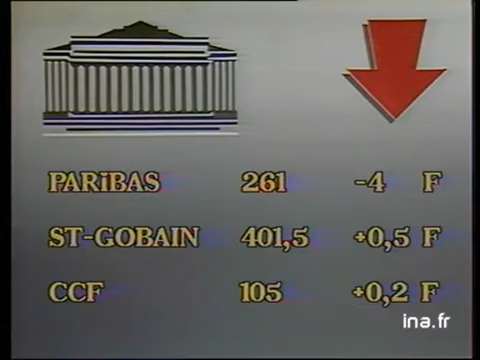 PARiBAS 261 -4 F
ST-GOBAIN 401,5 +0,5 F
CCF 105 +0,2 F
ina.fr